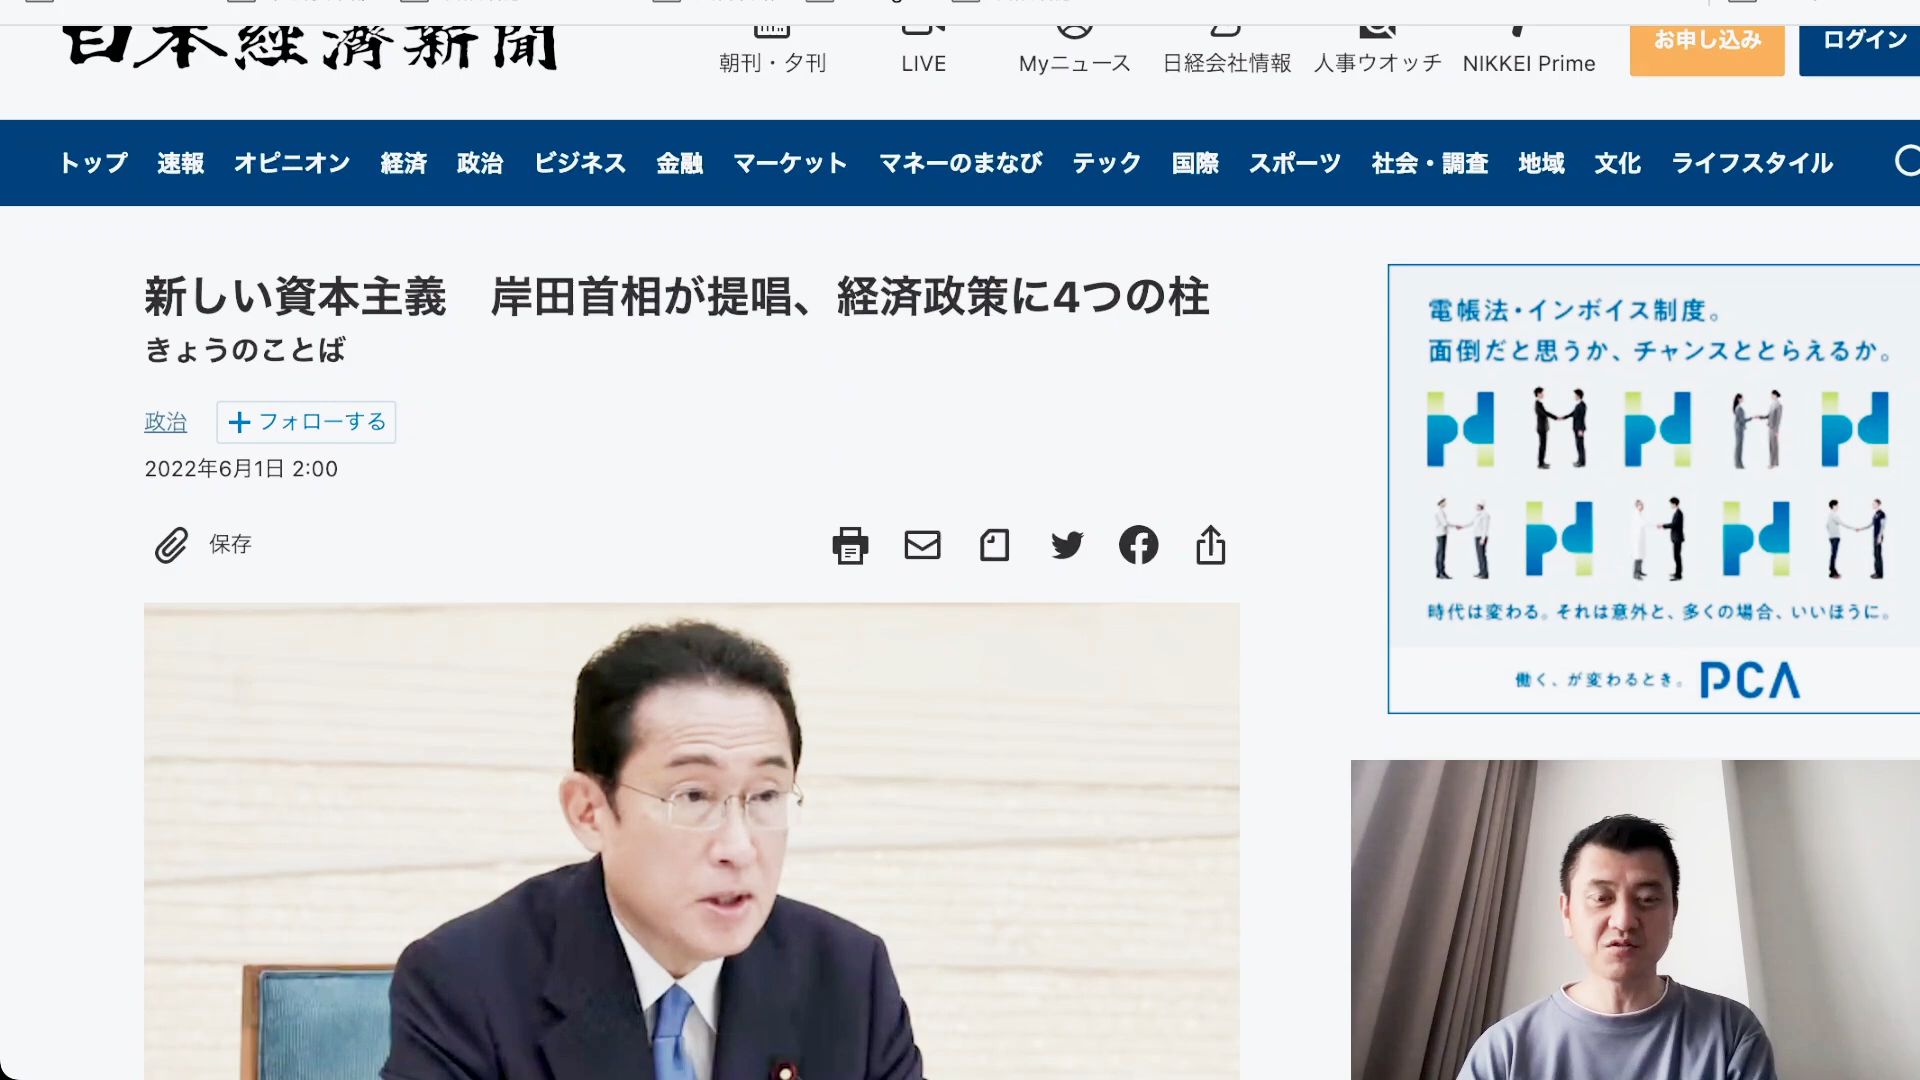 日本經濟新聞
朝刊・夕刊
LIVE
Myニュース
日経会社情報
人事ウオッチ
NIKKEI Prime
お申し込み
ログイン
トップ 速報 オピニオン 経済 政治 ビジネス 金融 マーケット マネーのまなび テック 国際 スポーツ 社会・調査 地域 文化 ライフスタイル
新しい資本主義　岸田首相が提唱、経済政策に4つの柱
きょうのことば
政治
フォローする
2022年6月1日 2:00
保存
電帳法・インボイス制度。
面倒だと思うか、チャンスととらえるか。
時代は変わる。それは意外と、多くの場合、いいほうに。
働く、が変わるとき。 PCA